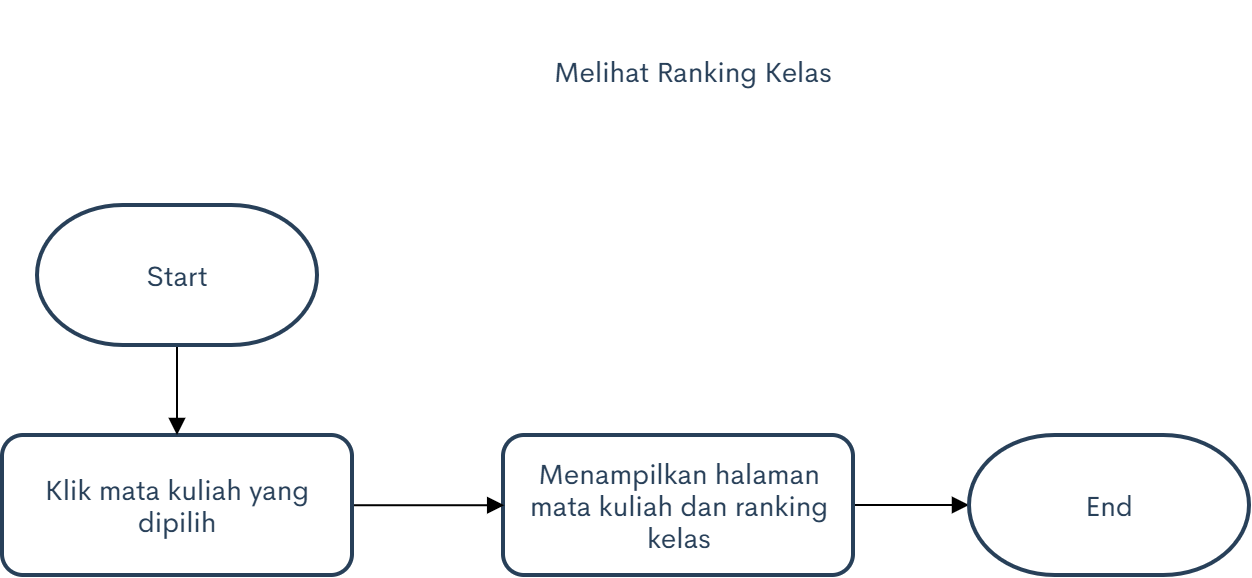 Melihat Ranking Kelas
Start
Klik mata kuliah yang
dipilih
Menampilkan halaman
mata kuliah dan ranking
kelas
End